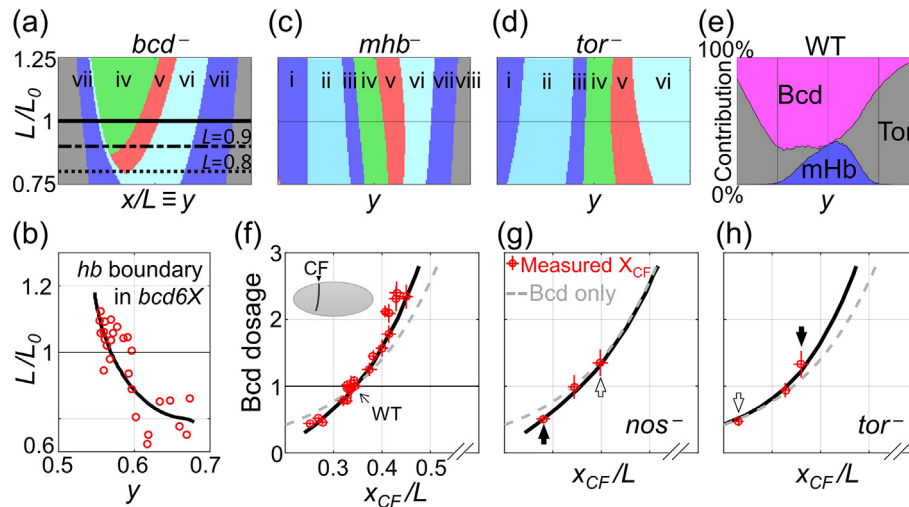 (a) bcd⁻
1.25
L/L₀
1
0.75
vii iv v vi vii
L=0.9
L=0.8
x/L ≡ y
(c) mhb⁻
i ii iii iv v vi vii viii
y
(d) tor⁻
i ii iii iv v vi
y
(e) WT
100%
Contribution
0%
Bcd
mHb
Tor
y
(b)
hb boundary
in bcd6X
L/L₀
1.2
1
0.6
0.5 0.6 0.7
y
(f)
Bcd dosage
3
2
1
0
CF
WT
0.3 0.4 0.5
x_CF/L
(g)
Measured X_CF
Bcd only
nos⁻
x_CF/L
(h)
tor⁻
x_CF/L